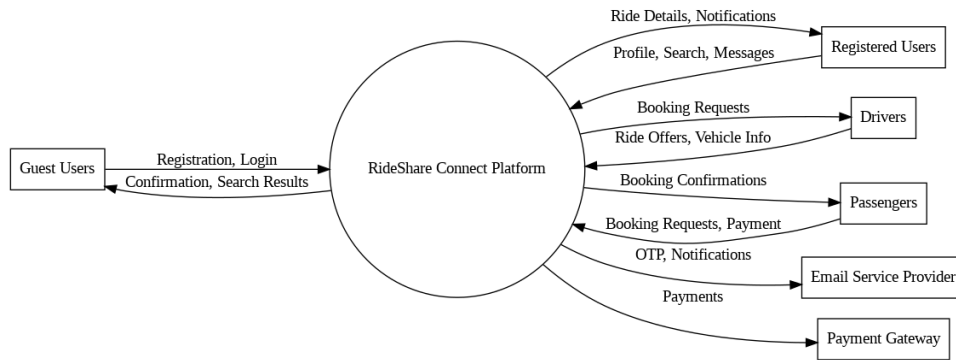 Ride Details, Notifications
Registered Users
Profile, Search, Messages
Booking Requests
Drivers
Ride Offers, Vehicle Info
Guest Users
Registration, Login
Confirmation, Search Results
RideShare Connect Platform
Booking Confirmations
Passengers
Booking Requests, Payment
OTP, Notifications
Email Service Provider
Payments
Payment Gateway